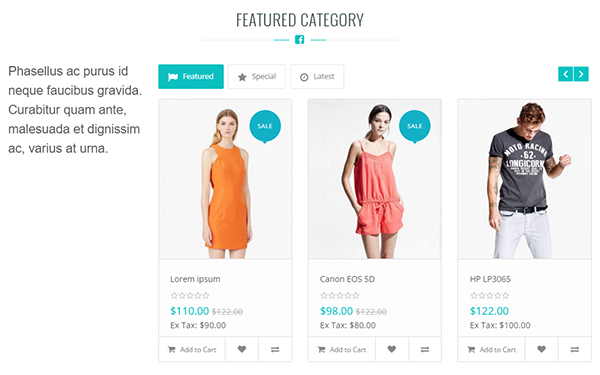 FEATURED CATEGORY
Phasellus ac purus id
neque faucibus gravida.
Curabitur quam ante,
malesuada et dignissim
ac, varius at urna.
Featured
Special
Latest
SALE
SALE
MOTO RACING
62
LONGICORN
Lorem ipsum
$110.00 $122.00
Ex Tax: $90.00
Add to Cart
Canon EOS 5D
$98.00 $122.00
Ex Tax: $80.00
Add to Cart
HP LP3065
$122.00
Ex Tax: $100.00
Add to Cart